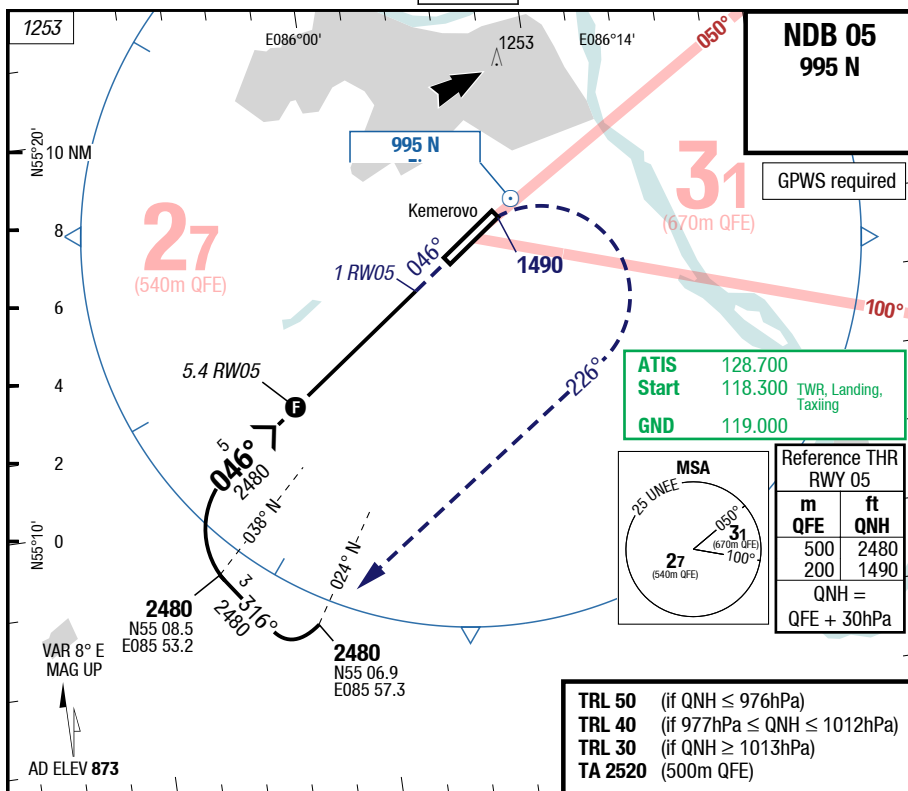 1253
E086°00'
1253
E086°14'
050°
NDB 05
995 N
N55°20'
10 NM
995 N
31
(670m QFE)
GPWS required
27
(540m QFE)
Kemerovo
8
046°
1490
1 RW05
6
100°
5.4 RW05
226°
4
F
ATIS 128.700
Start 118.300 TWR, Landing,
Taxiing
GND 119.000
5
046°
2480
2
038° N
MSA
25 UNEE
050°
31
(670m QFE)
100°
27
(540m QFE)
Reference THR
RWY 05
m ft
QFE QNH
500 2480
200 1490
QNH =
QFE + 30hPa
N55°10'
0
024° N
3
316°
2480
2480
N55 08.5
E085 53.2
2480
N55 06.9
E085 57.3
VAR 8° E
MAG UP
AD ELEV 873
TRL 50 (if QNH ≤ 976hPa)
TRL 40 (if 977hPa ≤ QNH ≤ 1012hPa)
TRL 30 (if QNH ≥ 1013hPa)
TA 2520 (500m QFE)